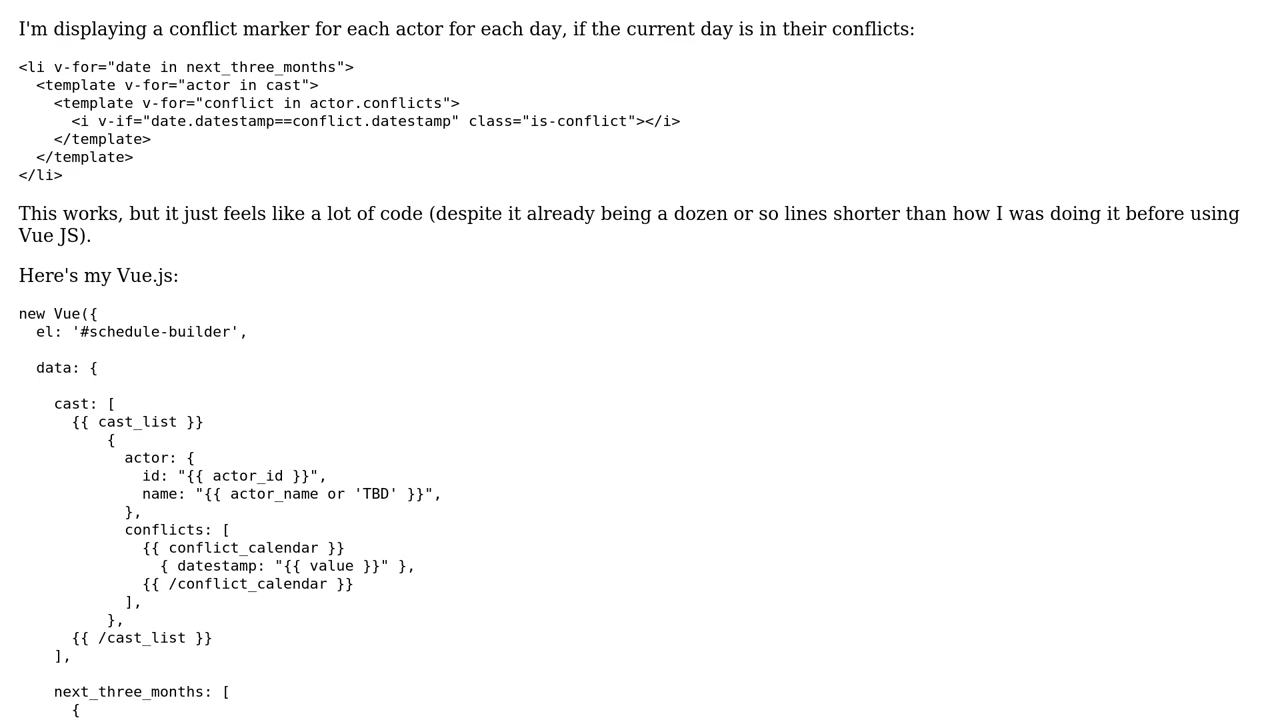 I'm displaying a conflict marker for each actor for each day, if the current day is in their conflicts:
<li v-for="date in next_three_months">
  <template v-for="actor in cast">
    <template v-for="conflict in actor.conflicts">
      <i v-if="date.datestamp==conflict.datestamp" class="is-conflict"></i>
    </template>
  </template>
</li>
This works, but it just feels like a lot of code (despite it already being a dozen or so lines shorter than how I was doing it before using
Vue JS).
Here's my Vue.js:
new Vue({
  el: '#schedule-builder',
  data: {
    cast: [
      {{ cast_list }}
          {
            actor: {
              id: "{{ actor_id }}",
              name: "{{ actor_name or 'TBD' }}",
            },
            conflicts: [
              {{ conflict_calendar }}
                { datestamp: "{{ value }}" },
              {{ /conflict_calendar }}
            ],
          },
      {{ /cast_list }}
    ],
    next_three_months: [
      {